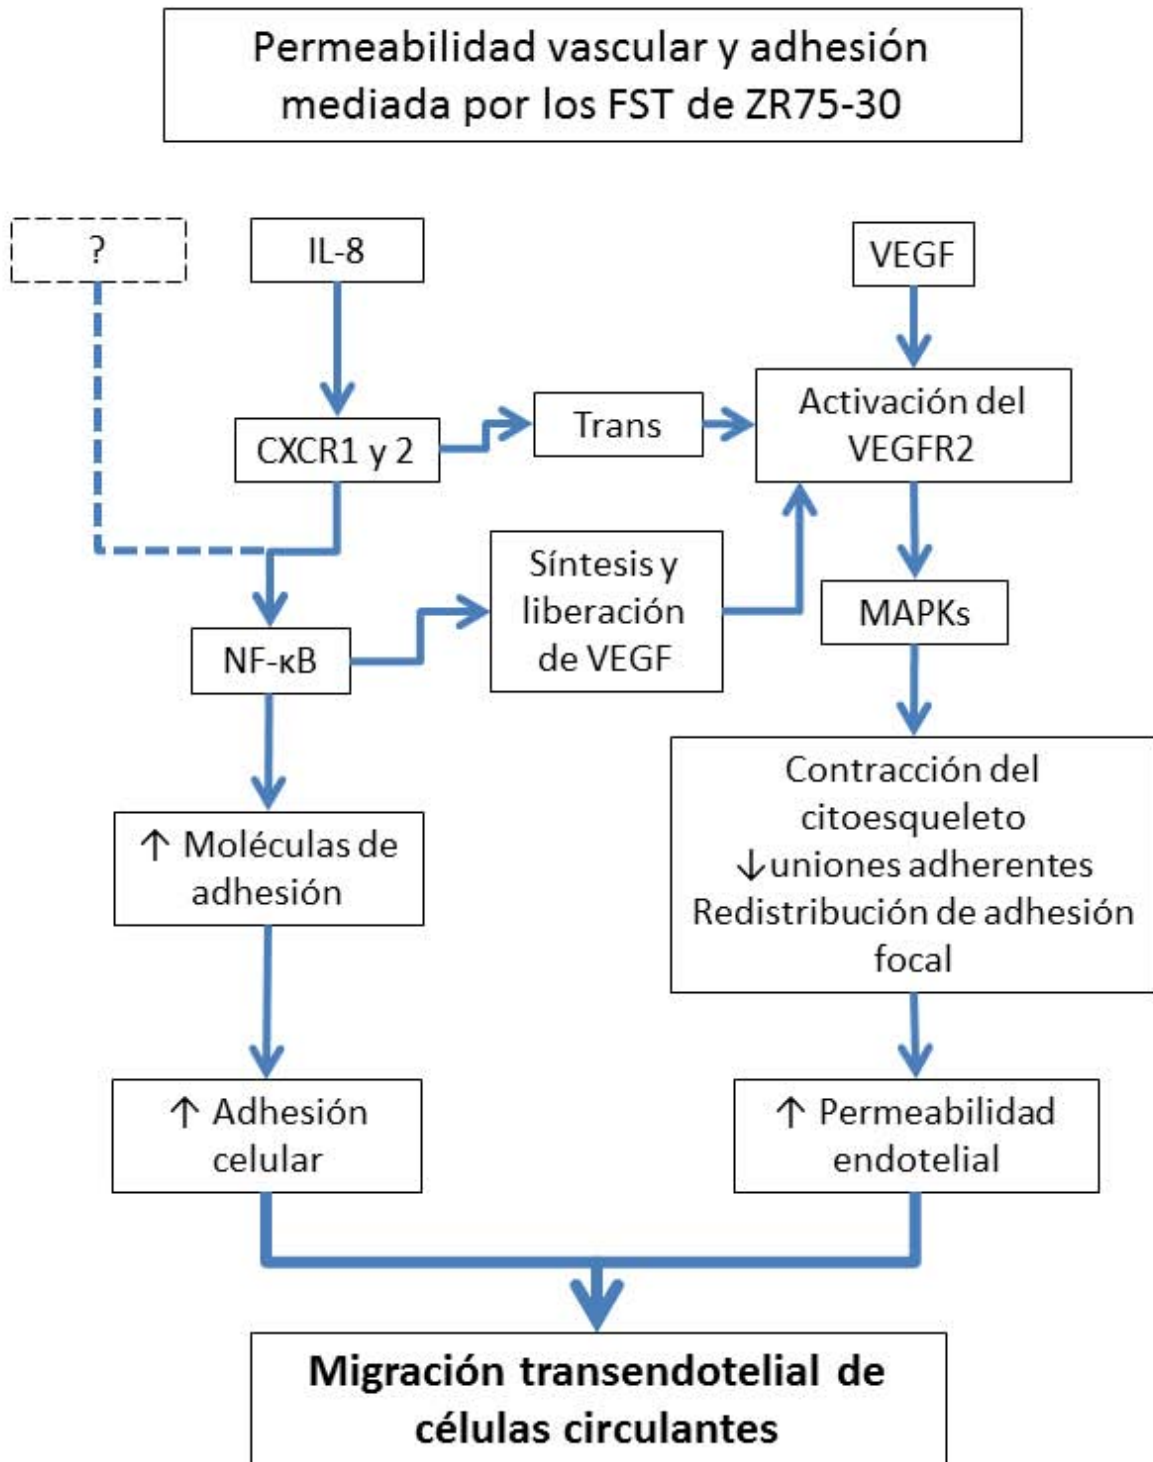 Permeabilidad vascular y adhesión
mediada por los FST de ZR75-30
?
IL-8
VEGF
CXCR1 y 2
Trans
Activación del
VEGFR2
NF-κB
Síntesis y
liberación
de VEGF
MAPKs
↑ Moléculas de
adhesión
Contracción del
citoesqueleto
↓uniones adherentes
Redistribución de adhesión
focal
↑ Adhesión
celular
↑ Permeabilidad
endotelial
Migración transendotelial de
células circulantes